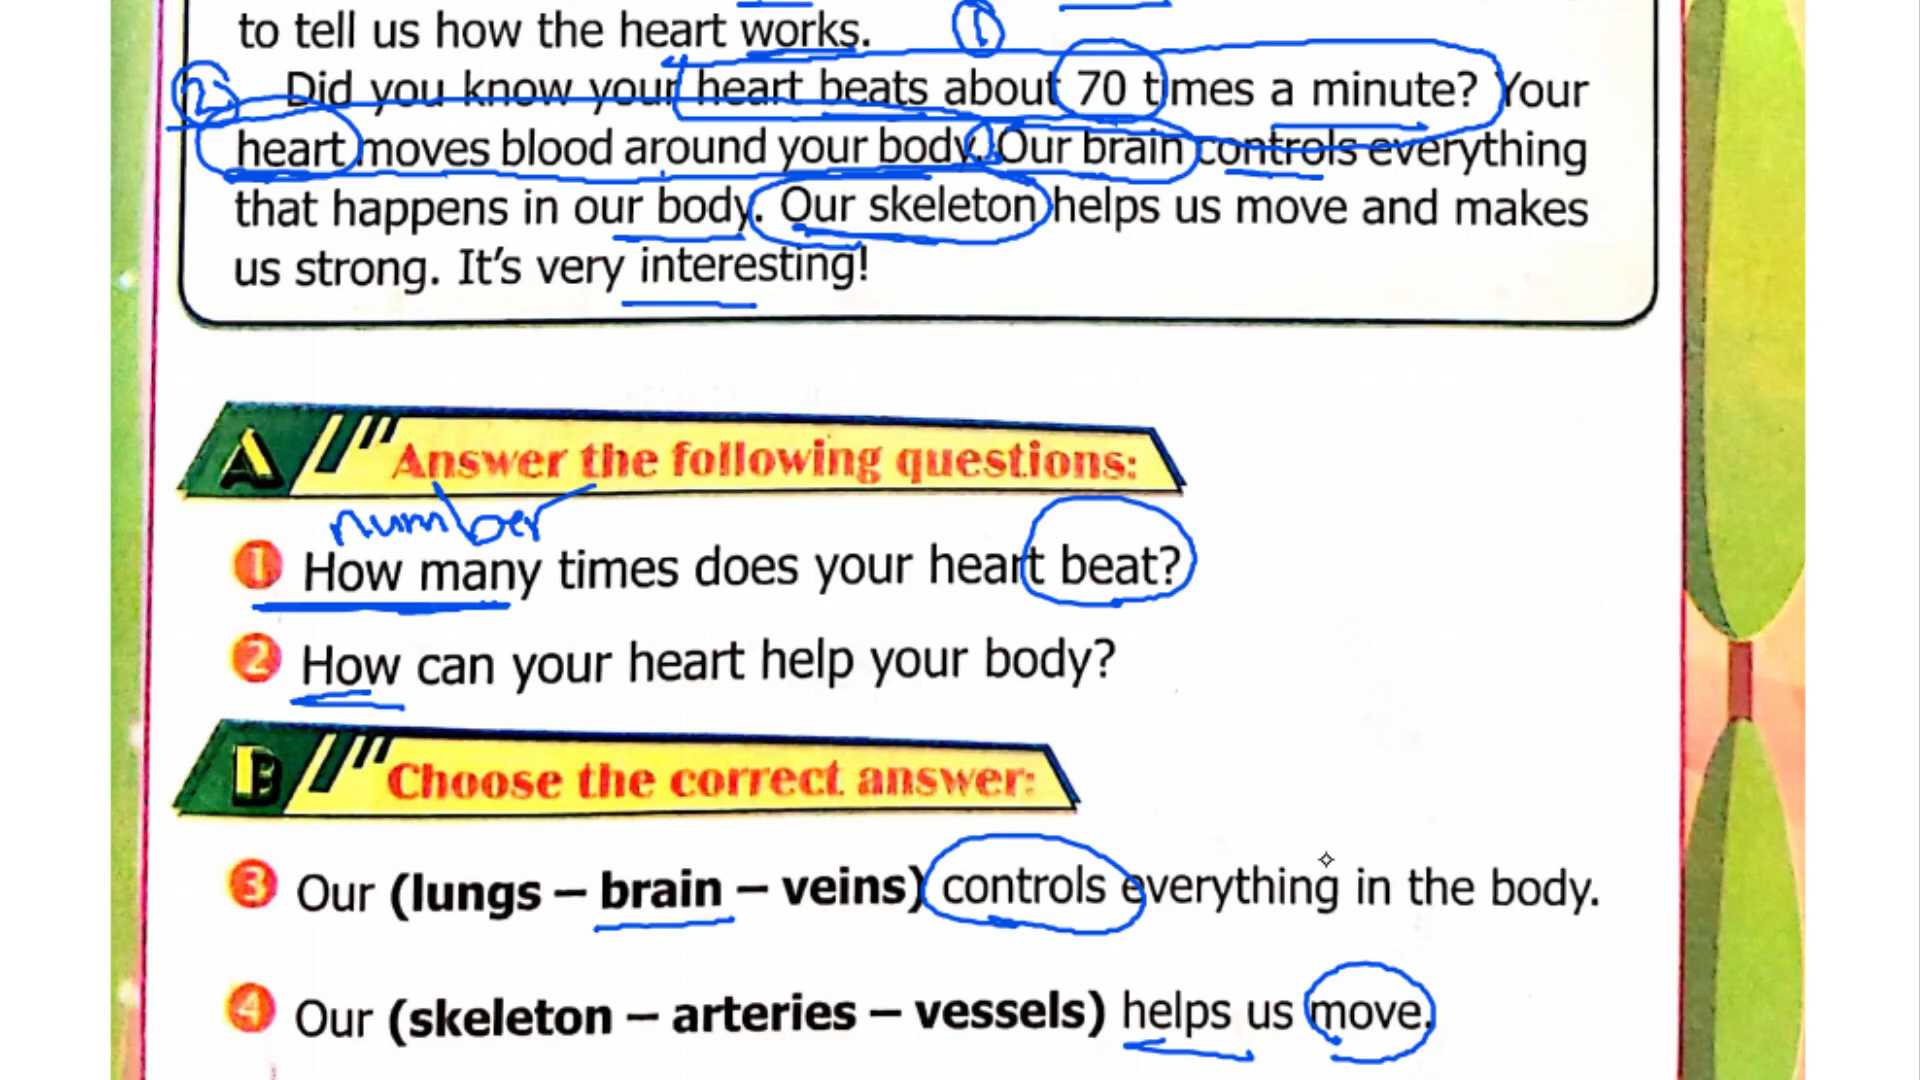 to tell us how the heart works.
1
2
Did you know your heart beats about 70 times a minute? Your
heart moves blood around your body. Our brain controls everything
that happens in our body. Our skeleton helps us move and makes
us strong. It's very interesting!
A Answer the following questions:
number
1 How many times does your heart beat?
2 How can your heart help your body?
B Choose the correct answer:
3 Our (lungs – brain – veins) controls everything in the body.
4 Our (skeleton – arteries – vessels) helps us move.